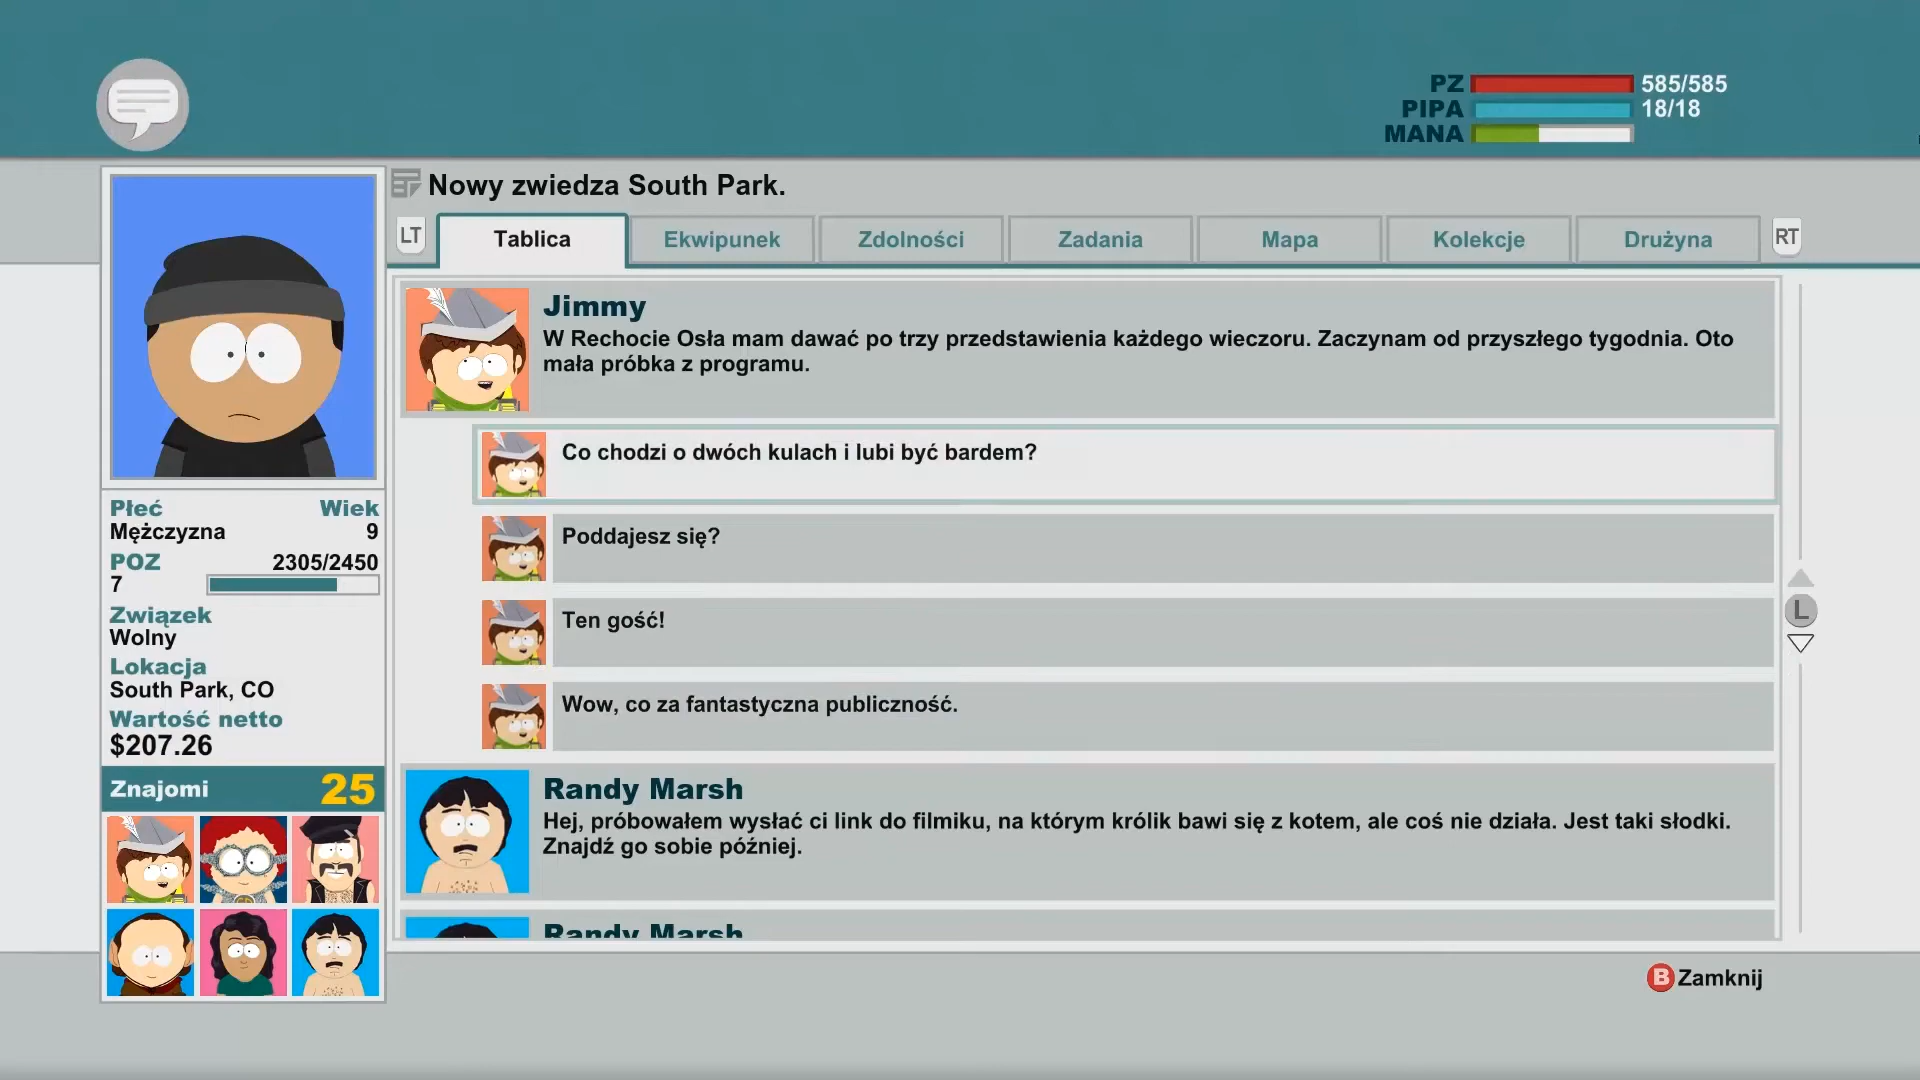 PZ 585/585
PIPA 18/18
MANA
Nowy zwiedza South Park.
LT Tablica Ekwipunek Zdolności Zadania Mapa Kolekcje Drużyna RT
Płeć Wiek
Mężczyzna 9
POZ 2305/2450
7
Związek
Wolny
Lokacja
South Park, CO
Wartość netto
$207.26
Znajomi 25
Jimmy
W Rechocie Osła mam dawać po trzy przedstawienia każdego wieczoru. Zaczynam od przyszłego tygodnia. Oto
mała próbka z programu.
Co chodzi o dwóch kulach i lubi być bardem?
Poddajesz się?
Ten gość!
Wow, co za fantastyczna publiczność.
L
Randy Marsh
Hej, próbowałem wysłać ci link do filmiku, na którym królik bawi się z kotem, ale coś nie działa. Jest taki słodki.
Znajdź go sobie później.
Randy Marsh
B Zamknij